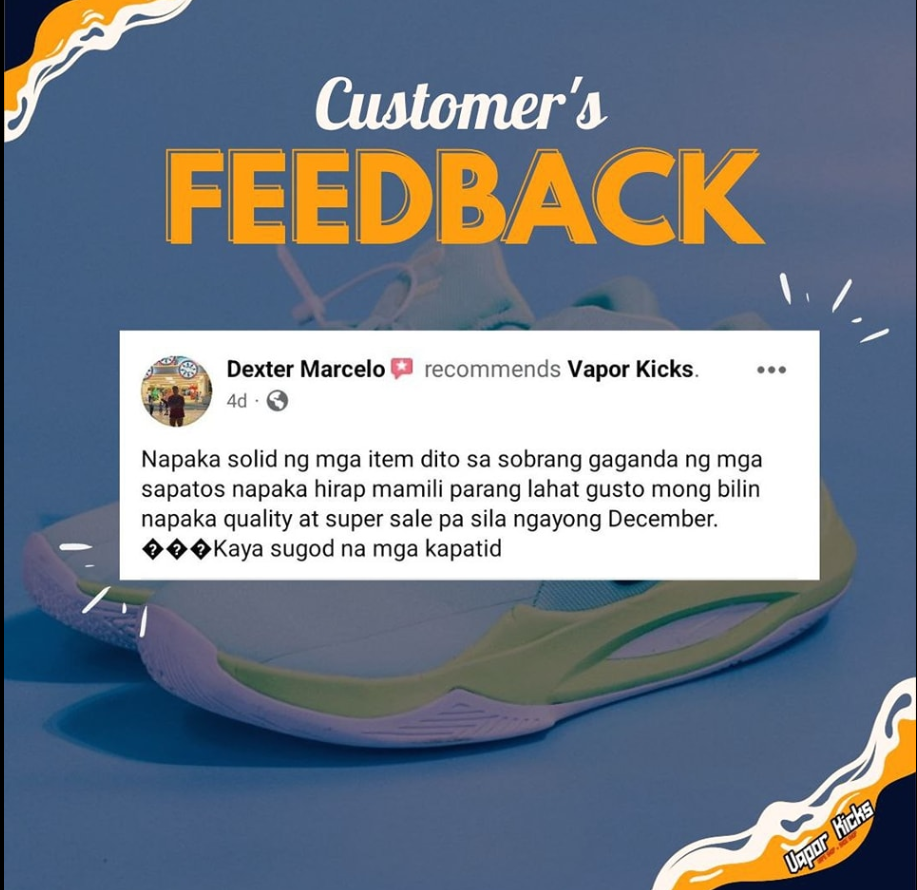 Customer's
FEEDBACK
Dexter Marcelo recommends Vapor Kicks.
4d ·
Napaka solid ng mga item dito sa sobrang gaganda ng mga
sapatos napaka hirap mamili parang lahat gusto mong bilin
napaka quality at super sale pa sila ngayong December.
���Kaya sugod na mga kapatid
Vapor Kicks